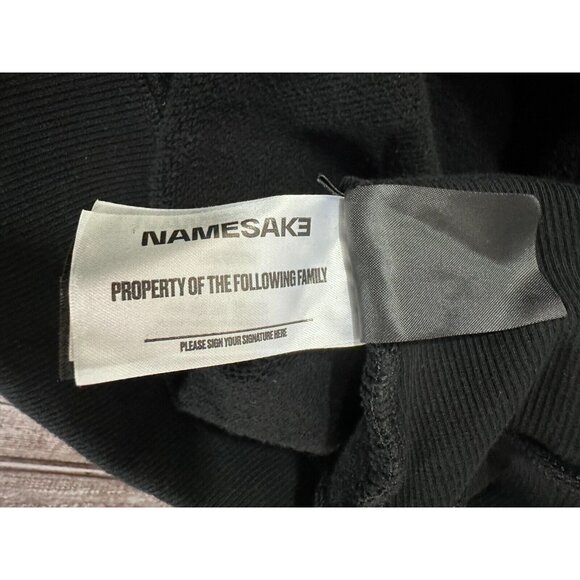 NAMESAKE
PROPERTY OF THE FOLLOWING FAMILY
PLEASE SIGN YOUR SIGNATURE HERE